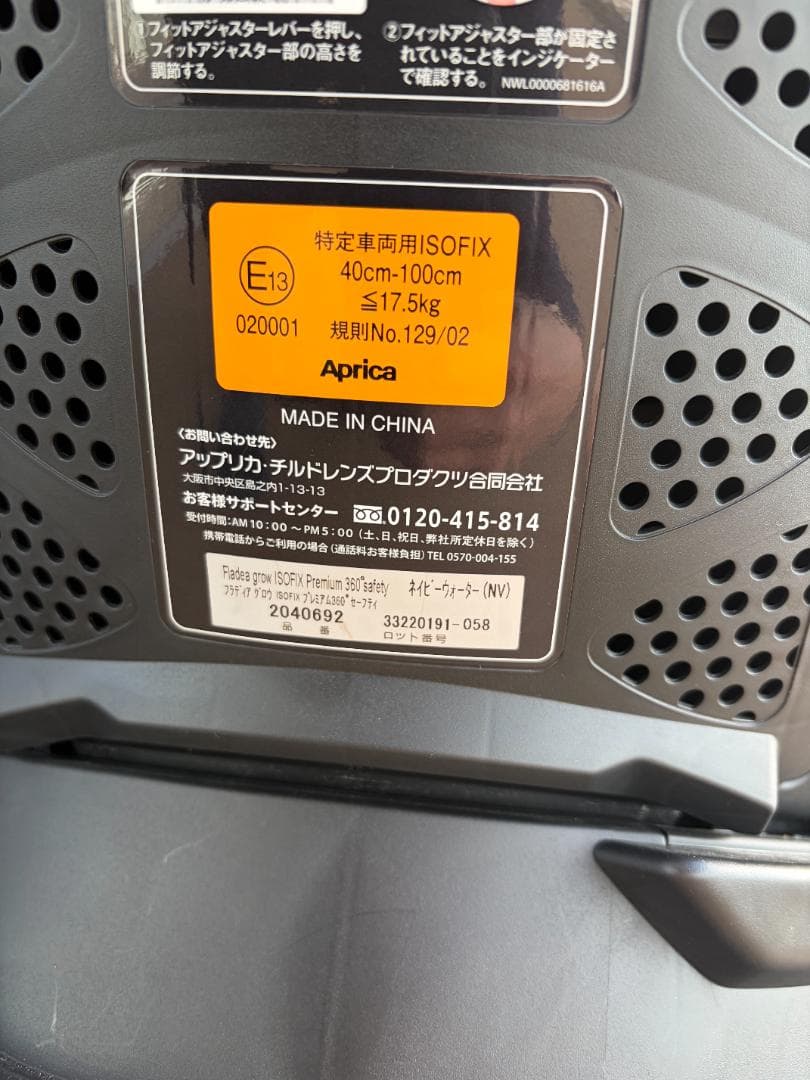 ①フィットアジャスターレバーを押し、
フィットアジャスター部の高さを
調節する。
②フィットアジャスター部が固定さ
れていることをインジケーター
で確認する。
NWL0000681616A
E13
020001
特定車両用ISOFIX
40cm-100cm
≦17.5kg
規則No.129/02
Aprica
MADE IN CHINA
〈お問い合わせ先〉
アップリカ・チルドレンズプロダクツ合同会社
大阪市中央区島之内1-13-13
お客様サポートセンター 0120-415-814
受付時間:AM10:00～PM5:00(土、日、祝日、弊社所定休日を除く)
携帯電話からご利用の場合(通話料お客様負担)TEL 0570-004-155
Fladea grow ISOFIX Premium 360°safety ネイビーウォーター(NV)
フラディア グロウ ISOFIX プレミアム360°セーフティ
2040692 33220191-058
品 番 ロット番号